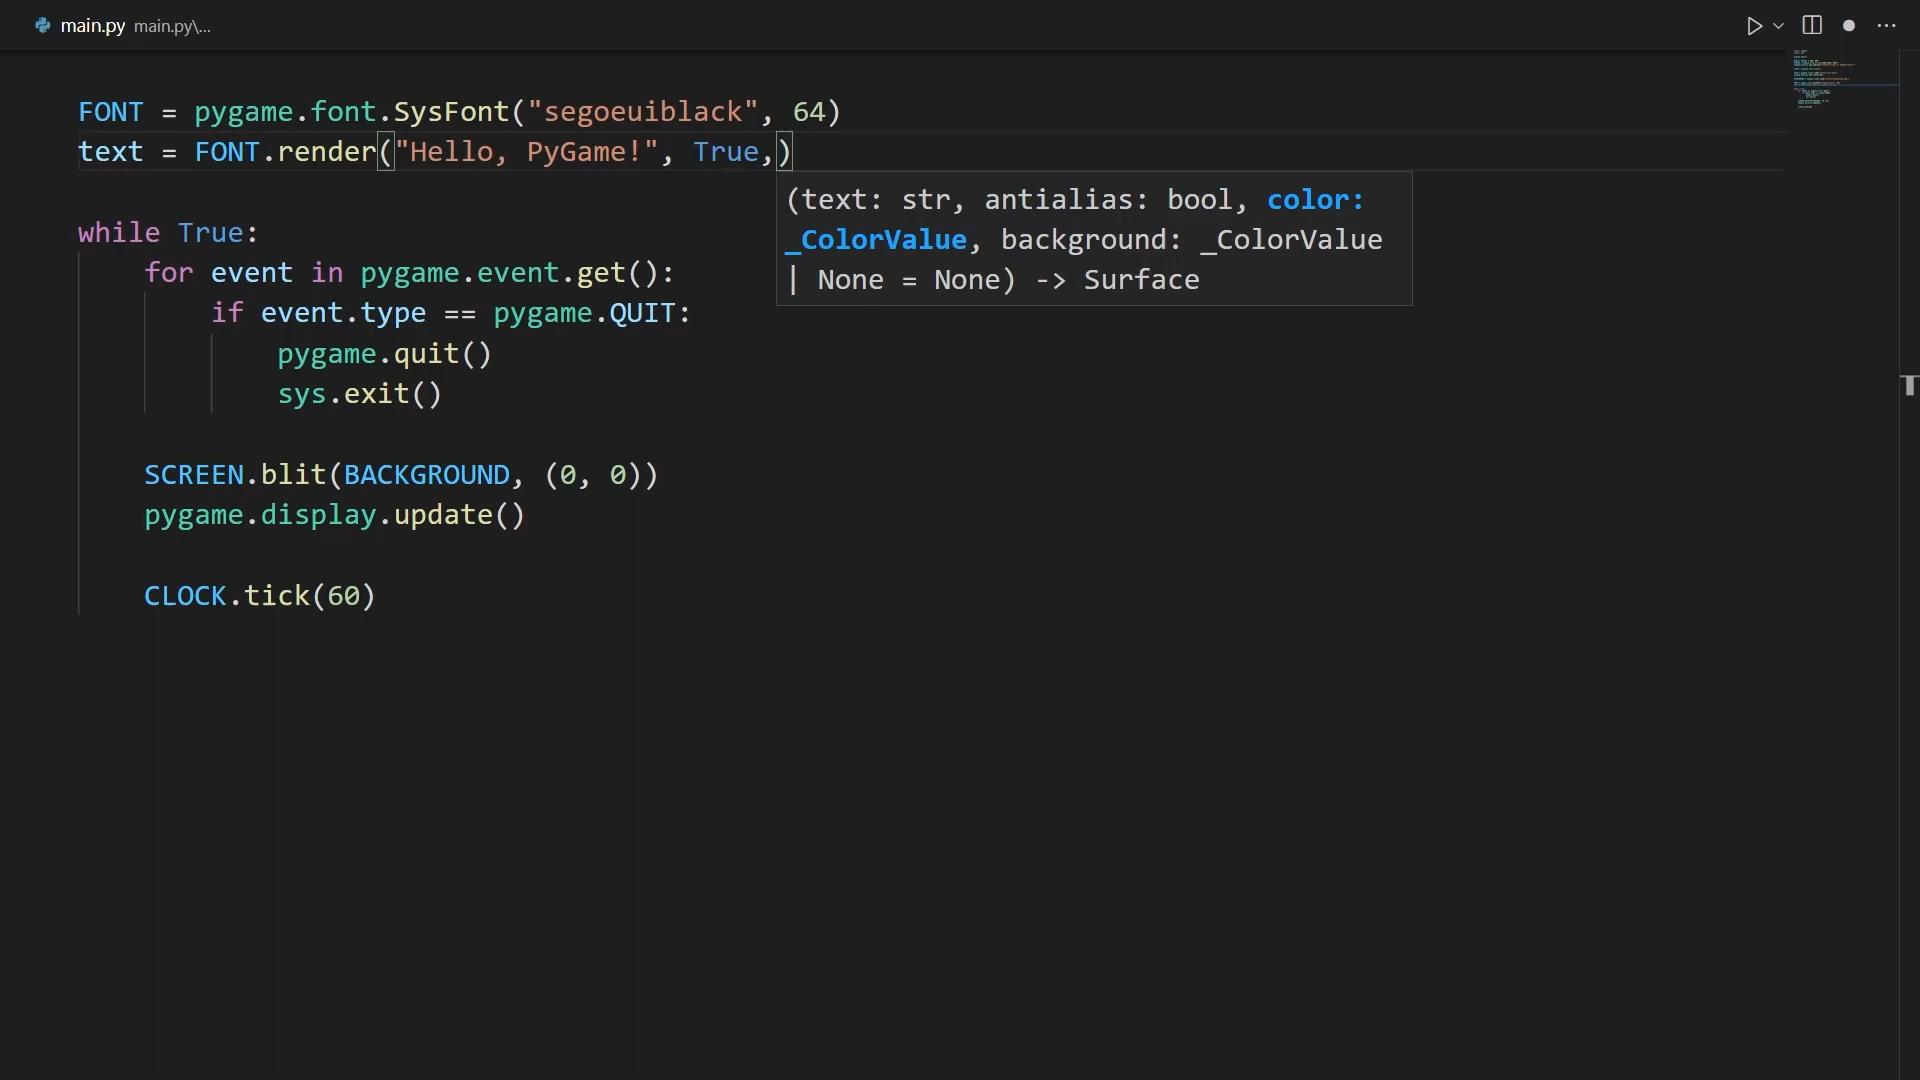 main.py main.py\...
FONT = pygame.font.SysFont("segoeuiblack", 64)
text = FONT.render("Hello, PyGame!", True,)
(text: str, antialias: bool, color:
_ColorValue, background: _ColorValue
| None = None) -> Surface
while True:
    for event in pygame.event.get():
        if event.type == pygame.QUIT:
            pygame.quit()
            sys.exit()
    SCREEN.blit(BACKGROUND, (0, 0))
    pygame.display.update()
    CLOCK.tick(60)